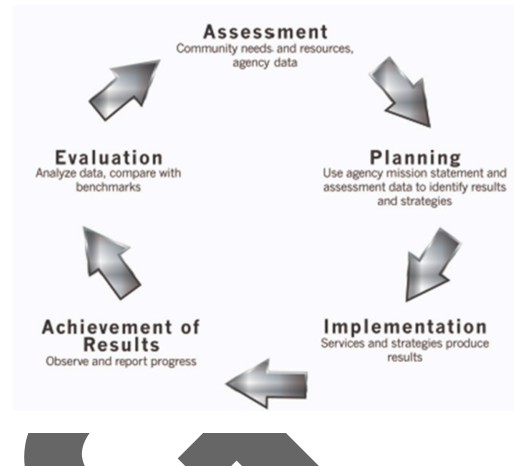 Assessment
Community needs and resources,
agency data
Planning
Use agency mission statement and
assessment data to identify results
and strategies
Implementation
Services and strategies produce
results
Achievement of
Results
Observe and report progress
Evaluation
Analyze data, compare with
benchmarks